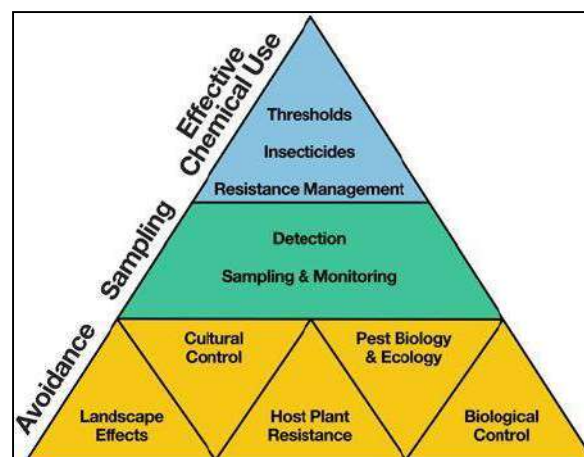 Effective
Chemical Use
Thresholds
Insecticides
Resistance Management
Sampling
Detection
Sampling & Monitoring
Avoidance
Cultural
Control
Pest Biology
& Ecology
Landscape
Effects
Host Plant
Resistance
Biological
Control